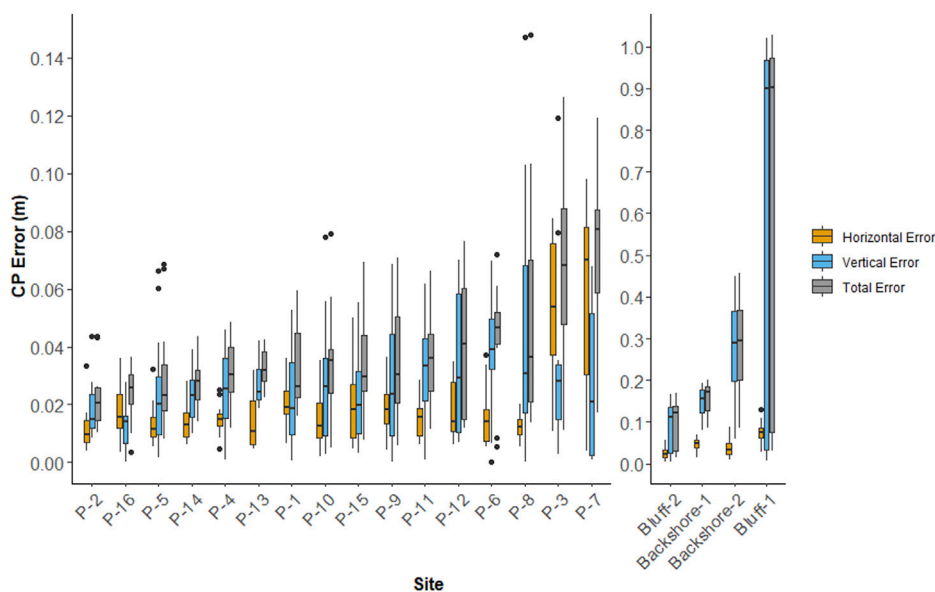 CP Error (m)
0.14
0.12
0.10
0.08
0.06
0.04
0.02
0.00
1.0
0.9
0.8
0.7
0.6
0.5
0.4
0.3
0.2
0.1
0.0
P-2
P-16
P-5
P-14
P-4
P-13
P-1
P-10
P-15
P-9
P-11
P-12
P-6
P-8
P-3
P-7
Bluff-2
Backshore-1
Backshore-2
Bluff-1
Site
Horizontal Error
Vertical Error
Total Error